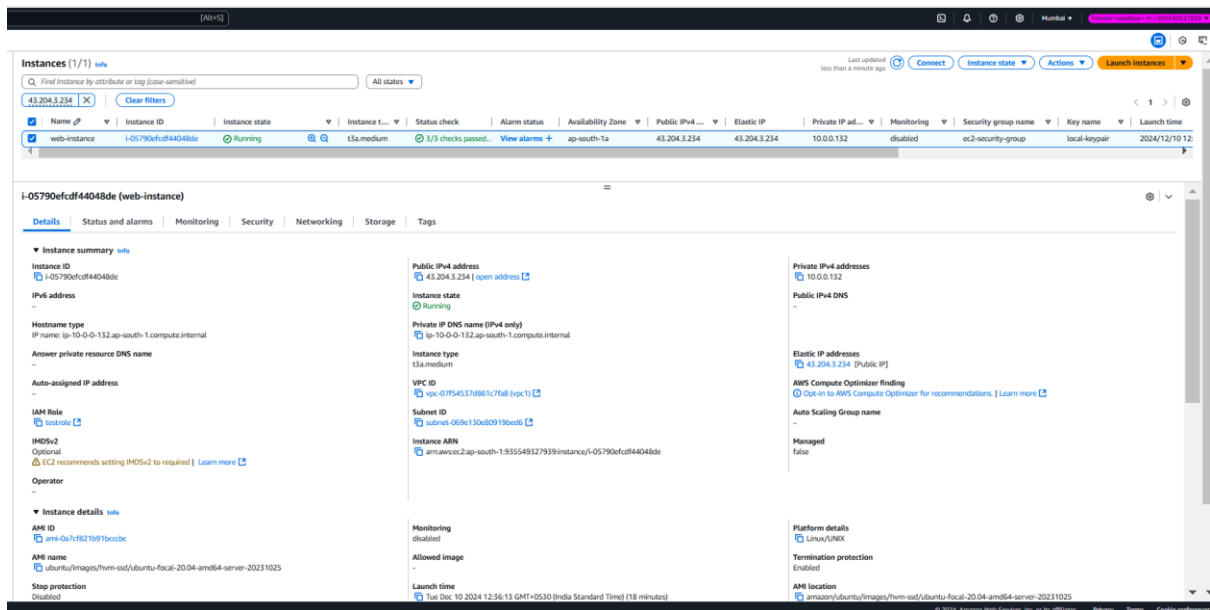 [Alt+S] Mumbai ▼
Instances (1/1) Info
Last updated
less than a minute ago
Connect Instance state ▼ Actions ▼ Launch instances ▼
Find Instance by attribute or tag (case-sensitive) All states ▼
43.204.3.234 X Clear filters < 1 >
Name Instance ID Instance state Instance t... Status check Alarm status Availability Zone Public IPv4 ... Elastic IP Private IP ad... Monitoring Security group name Key name Launch time
web-instance i-05790efcdf44048de Running t3a.medium 3/3 checks passed.. View alarms + ap-south-1a 43.204.3.234 43.204.3.234 10.0.0.132 disabled ec2-security-group local-keypair 2024/12/10 12:
i-05790efcdf44048de (web-instance)
Details Status and alarms Monitoring Security Networking Storage Tags
▼ Instance summary Info
Instance ID Public IPv4 address Private IPv4 addresses
i-05790efcdf44048de 43.204.3.234 | open address 10.0.0.132
IPv6 address Instance state Public IPv4 DNS
– Running –
Hostname type Private IP DNS name (IPv4 only)
IP name: ip-10-0-0-132.ap-south-1.compute.internal ip-10-0-0-132.ap-south-1.compute.internal
Answer private resource DNS name Instance type Elastic IP addresses
– t3a.medium 43.204.3.234 [Public IP]
Auto-assigned IP address VPC ID AWS Compute Optimizer finding
– vpc-07f54537d861c7fa8 (vpc1) Opt-in to AWS Compute Optimizer for recommendations. | Learn more
IAM Role Subnet ID Auto Scaling Group name
testrole subnet-069e130e80919bed6 –
IMDSv2 Instance ARN Managed
Optional arn:aws:ec2:ap-south-1:935549327939:instance/i-05790efcdf44048de false
EC2 recommends setting IMDSv2 to required | Learn more
Operator
–
▼ Instance details Info
AMI ID Monitoring Platform details
ami-0a7cf821b91bcccbc disabled Linux/UNIX
AMI name Allowed image Termination protection
ubuntu/images/hvm-ssd/ubuntu-focal-20.04-amd64-server-20231025 - Enabled
Stop protection Launch time AMI location
Disabled Tue Dec 10 2024 12:36:13 GMT+0530 (India Standard Time) (18 minutes) amazon/ubuntu/images/hvm-ssd/ubuntu-focal-20.04-amd64-server-20231025
© 2024, Amazon Web Services, Inc. or its affiliates. Privacy Terms Cookie preferences